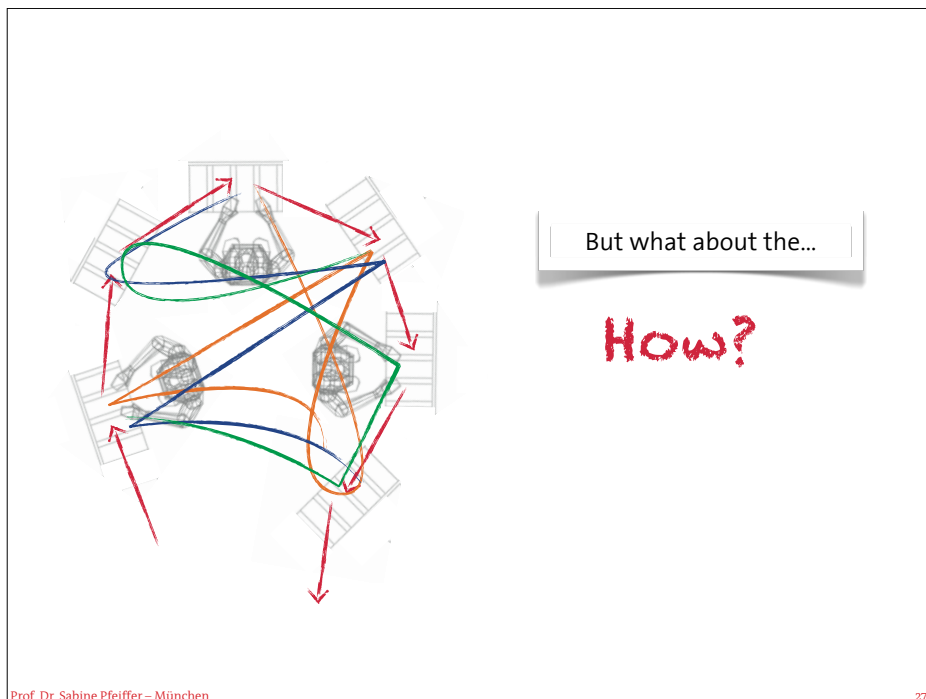 But what about the...
How?
Prof. Dr. Sabine Pfeiffer – München
27